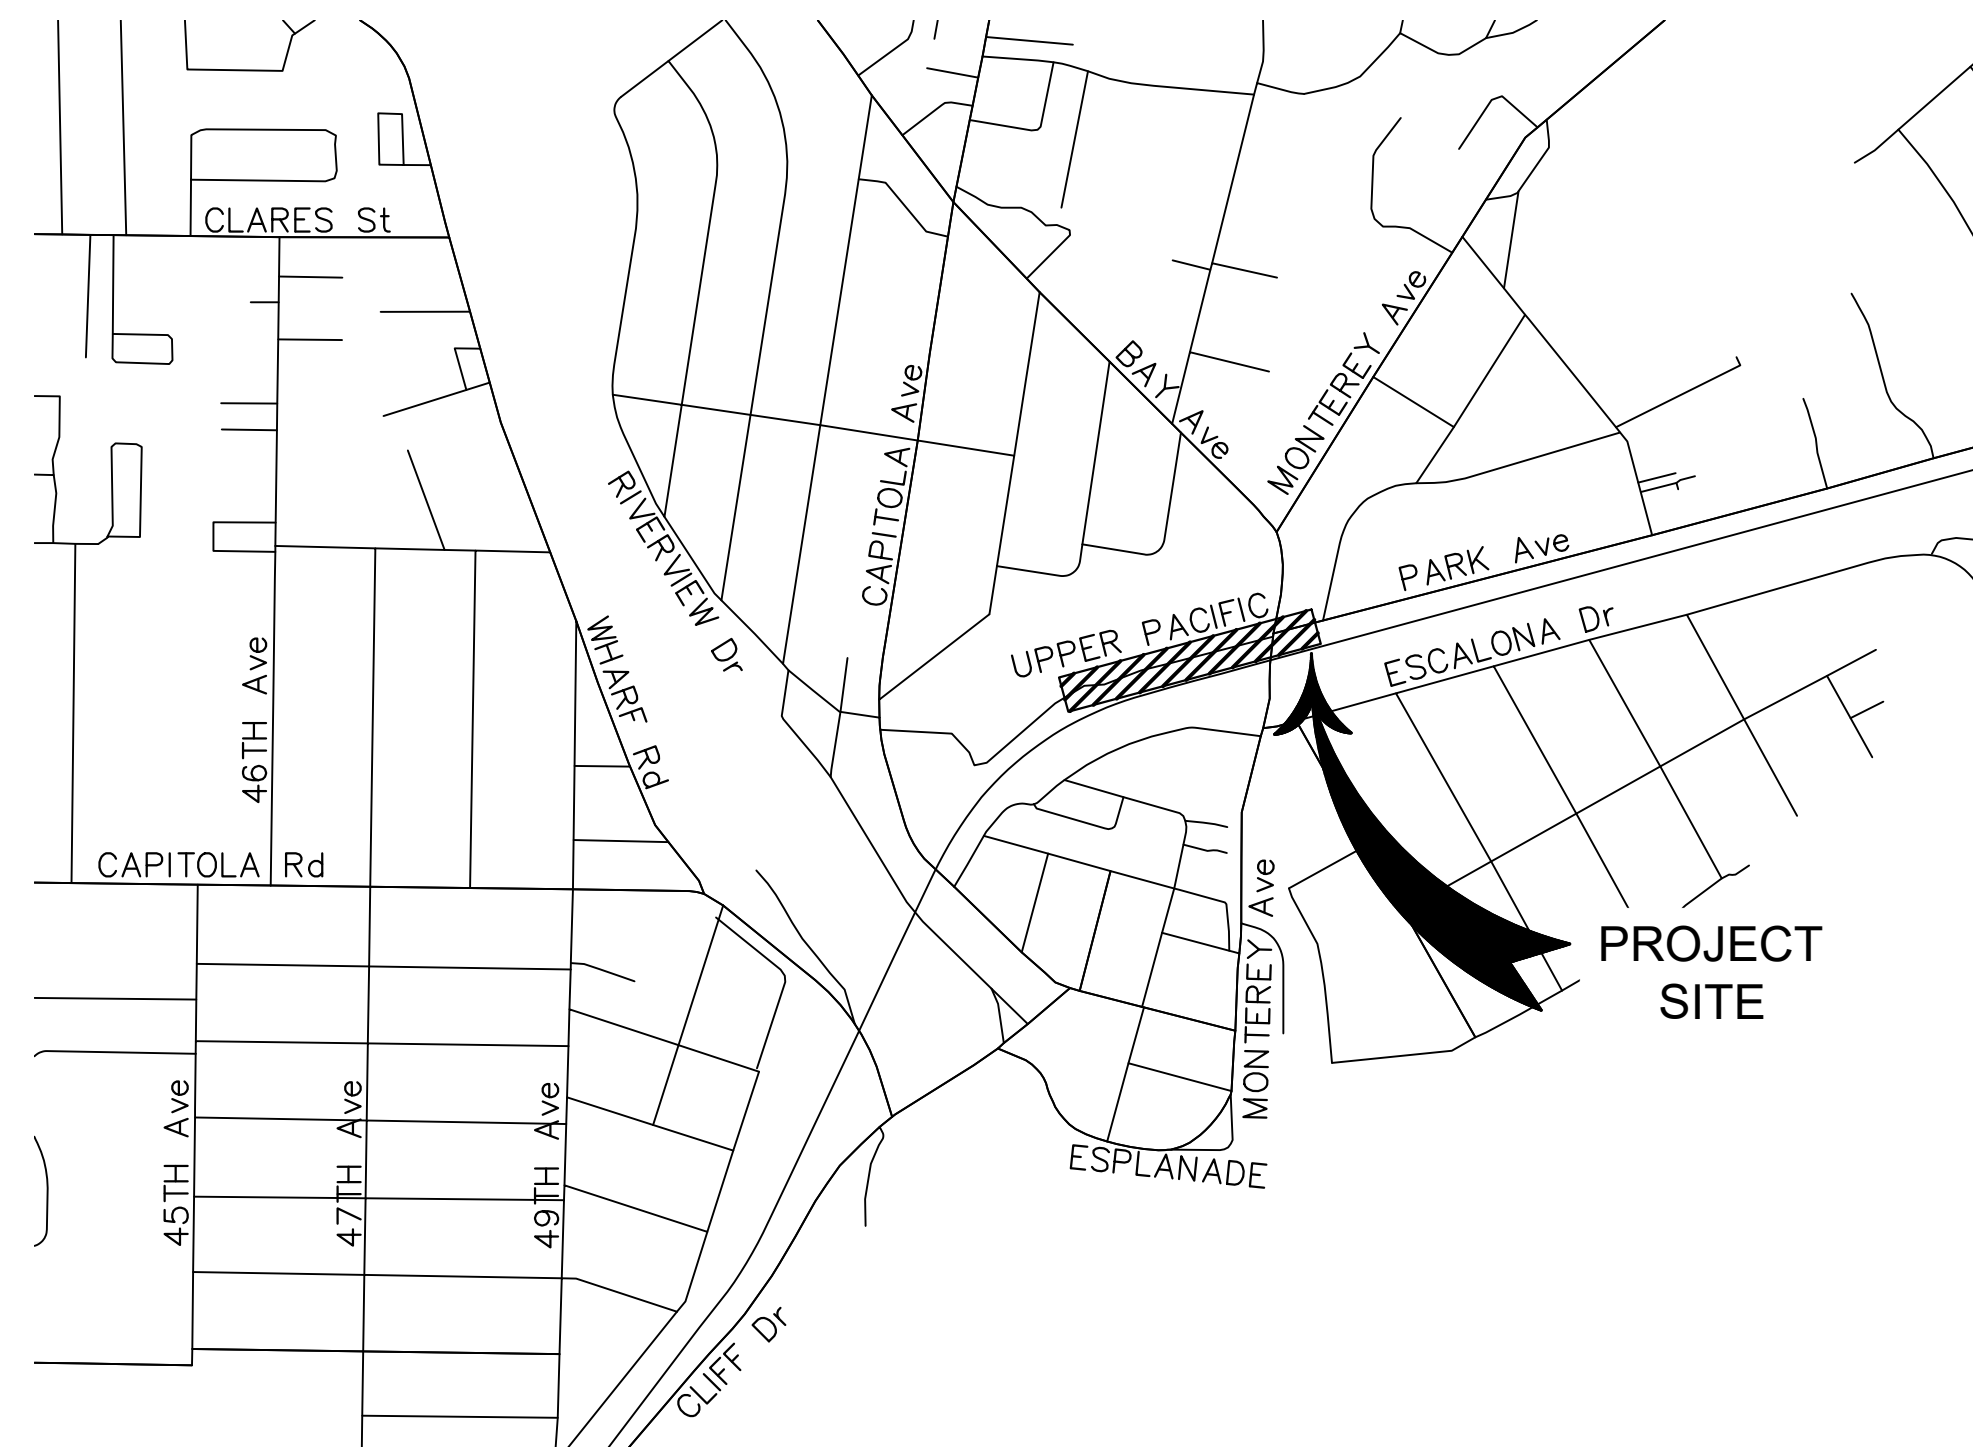 CLARES St
MONTEREY Ave
BAY Ave
CAPITOLA Ave
RIVERVIEW Dr
PARK Ave
UPPER PACIFIC
ESCALONA Dr
WHARF Rd
46TH Ave
CAPITOLA Rd
MONTEREY Ave
PROJECT
SITE
45TH Ave
47TH Ave
49TH Ave
ESPLANADE
CLIFF Dr